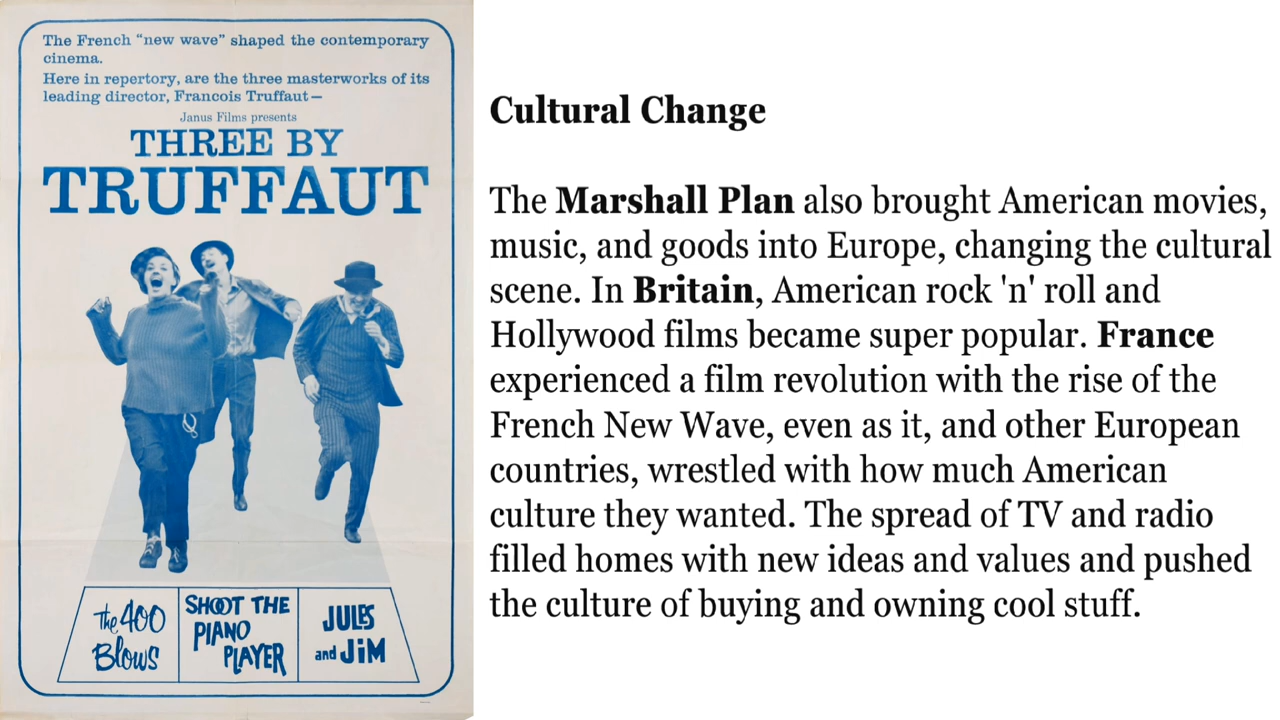 The French “new wave” shaped the contemporary
cinema.
Here in repertory, are the three masterworks of its
leading director, Francois Truffaut—
Janus Films presents
THREE BY
TRUFFAUT
the 400
Blows
SHOOT THE
PIANO
PLAYER
JULES
and JiM
Cultural Change
The Marshall Plan also brought American movies,
music, and goods into Europe, changing the cultural
scene. In Britain, American rock 'n' roll and
Hollywood films became super popular. France
experienced a film revolution with the rise of the
French New Wave, even as it, and other European
countries, wrestled with how much American
culture they wanted. The spread of TV and radio
filled homes with new ideas and values and pushed
the culture of buying and owning cool stuff.